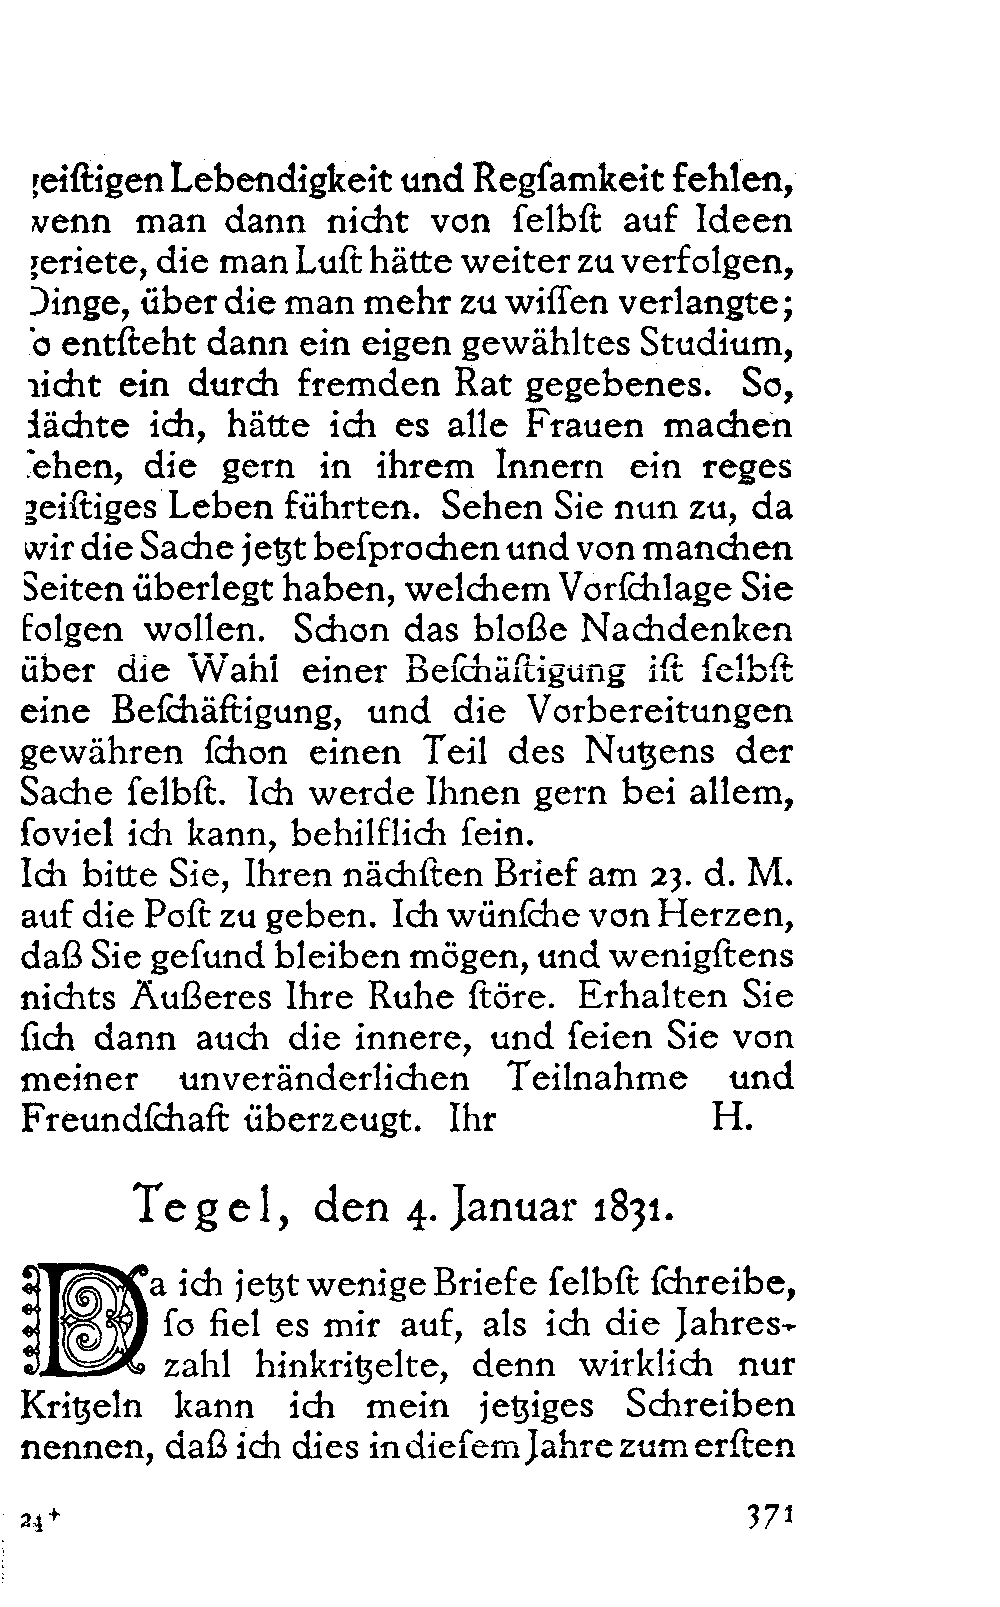 geiſtigen Lebendigkeit und Regſamkeit fehlen,
wenn man dann nicht von ſelbſt auf Ideen
geriete, die man Luſt hätte weiter zu verfolgen,
Dinge, über die man mehr zu wiſſen verlangte;
ſo entſteht dann ein eigen gewähltes Studium,
nicht ein durch fremden Rat gegebenes. So,
dächte ich, hätte ich es alle Frauen machen
ſehen, die gern in ihrem Innern ein reges
geiſtiges Leben führten. Sehen Sie nun zu, da
wir die Sache jetzt beſprochen und von manchen
Seiten überlegt haben, welchem Vorſchlage Sie
folgen wollen. Schon das bloße Nachdenken
über die Wahl einer Beſchäftigung iſt ſelbſt
eine Beſchäftigung, und die Vorbereitungen
gewähren ſchon einen Teil des Nutzens der
Sache ſelbſt. Ich werde Ihnen gern bei allem,
ſoviel ich kann, behilflich ſein.
Ich bitte Sie, Ihren nächſten Brief am 23. d. M.
auf die Poſt zu geben. Ich wünſche von Herzen,
daß Sie geſund bleiben mögen, und wenigſtens
nichts Äußeres Ihre Ruhe ſtöre. Erhalten Sie
ſich dann auch die innere, und ſeien Sie von
meiner unveränderlichen Teilnahme und
Freundſchaft überzeugt. Ihr H.
Tegel, den 4. Januar 1831.
Da ich jetzt wenige Briefe ſelbſt ſchreibe,
ſo fiel es mir auf, als ich die Jahres-
zahl hinkritzelte, denn wirklich nur
Kritzeln kann ich mein jetziges Schreiben
nennen, daß ich dies in dieſem Jahre zum erſten
24+ 371